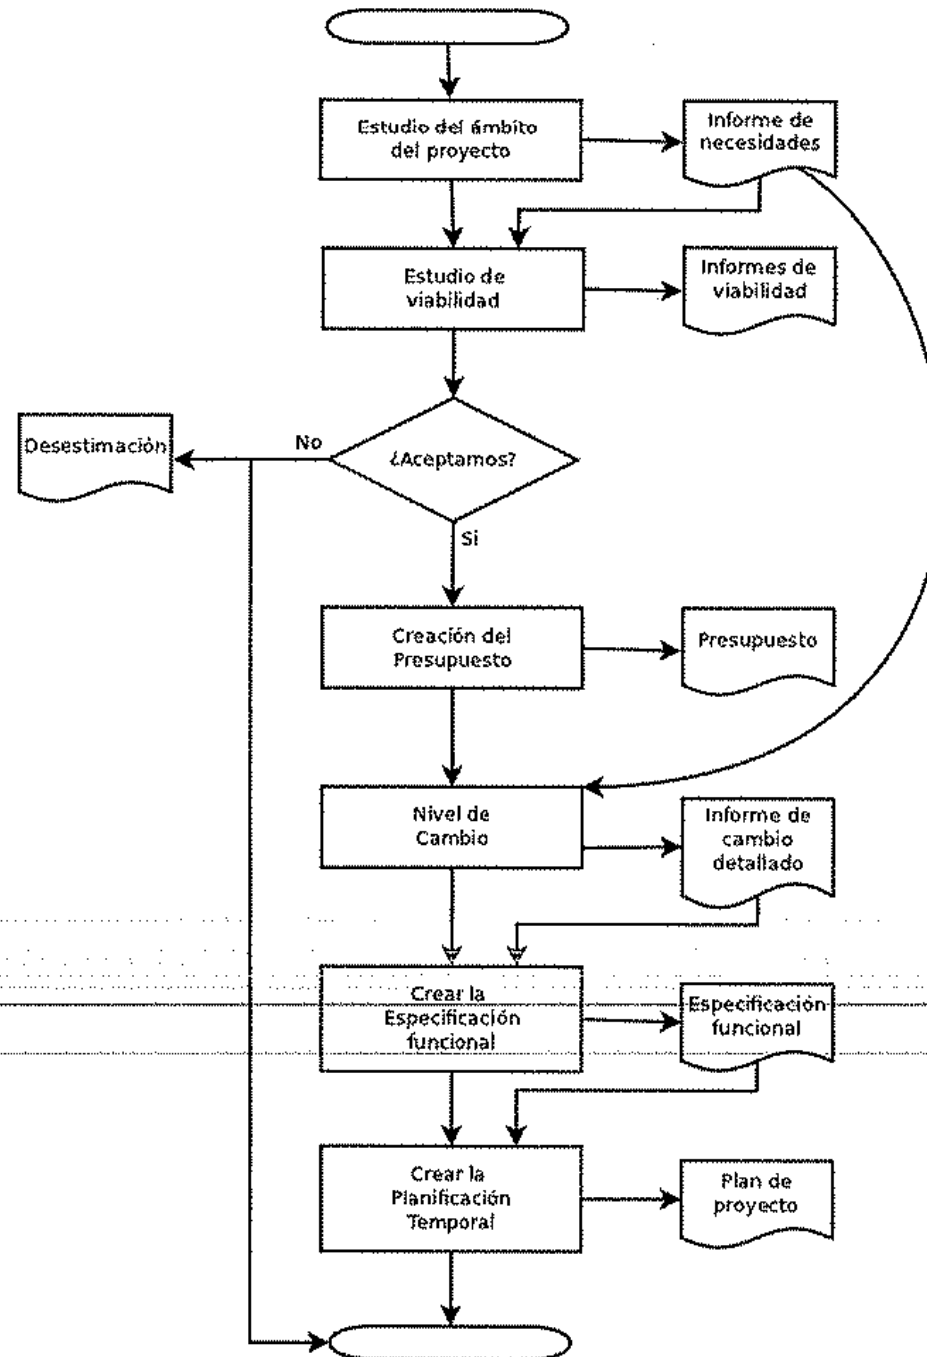 Estudio del ámbito
del proyecto
Informe de
necesidades
Estudio de
viabilidad
Informes de
viabilidad
Desestimación
No
¿Aceptamos?
Si
Creación del
Presupuesto
Presupuesto
Nivel de
Cambio
Informe de
cambio
detallado
Crear la
Especificación
funcional
Especificación
funcional
Crear la
Planificación
Temporal
Plan de
proyecto